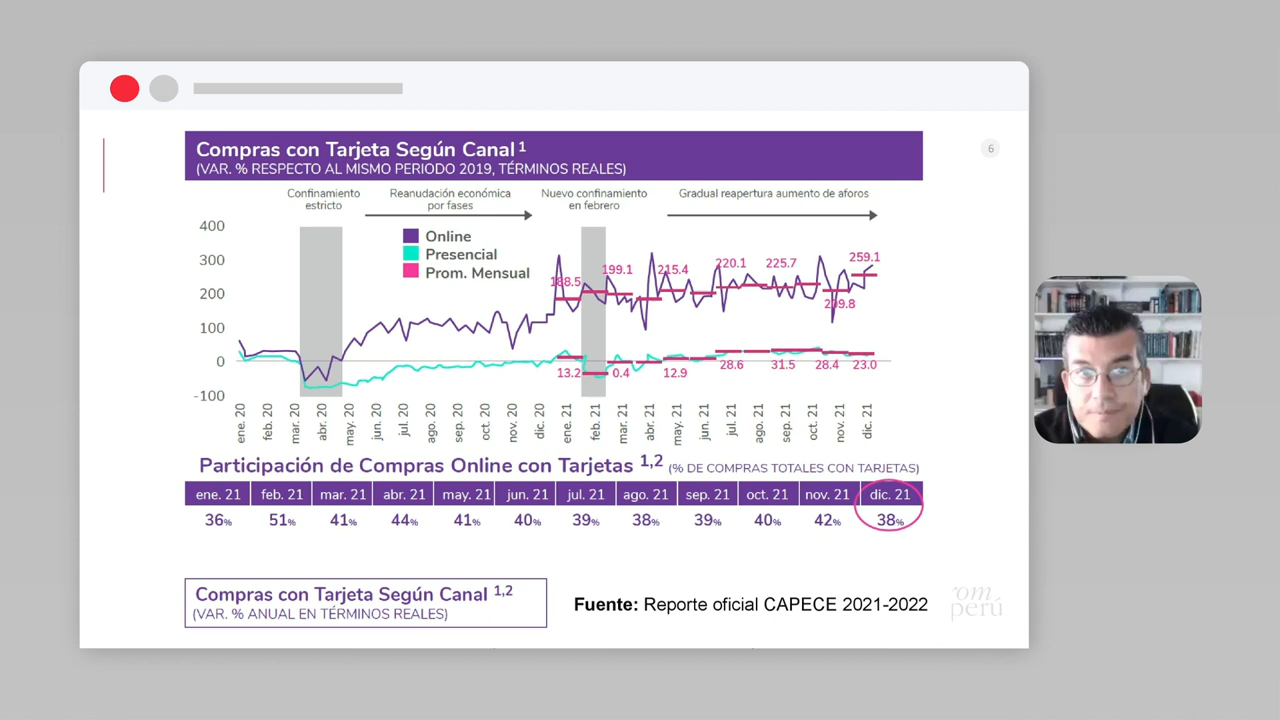 Compras con Tarjeta Según Canal 1
(VAR. % RESPECTO AL MISMO PERIODO 2019, TÉRMINOS REALES)
6
Confinamiento
estricto
Reanudación económica
por fases
Nuevo confinamiento
en febrero
Gradual reapertura aumento de aforos
400
300
200
100
0
-100
Online
Presencial
Prom. Mensual
188.5
199.1
215.4
220.1
225.7
209.8
259.1
13.2
0.4
12.9
28.6
31.5
28.4
23.0
ene. 20
feb. 20
mar. 20
abr. 20
may. 20
jun. 20
jul. 20
ago. 20
set. 20
oct. 20
nov. 20
dic. 20
ene. 21
feb. 21
mar. 21
abr. 21
may. 21
jun. 21
jul. 21
ago. 21
sep. 21
oct. 21
nov. 21
dic. 21
Participación de Compras Online con Tarjetas 1,2 (% DE COMPRAS TOTALES CON TARJETAS)
ene. 21 feb. 21 mar. 21 abr. 21 may. 21 jun. 21 jul. 21 ago. 21 sep. 21 oct. 21 nov. 21 dic. 21
36% 51% 41% 44% 41% 40% 39% 38% 39% 40% 42% 38%
Compras con Tarjeta Según Canal 1,2
(VAR. % ANUAL EN TÉRMINOS REALES)
Fuente: Reporte oficial CAPECE 2021-2022
om
perú